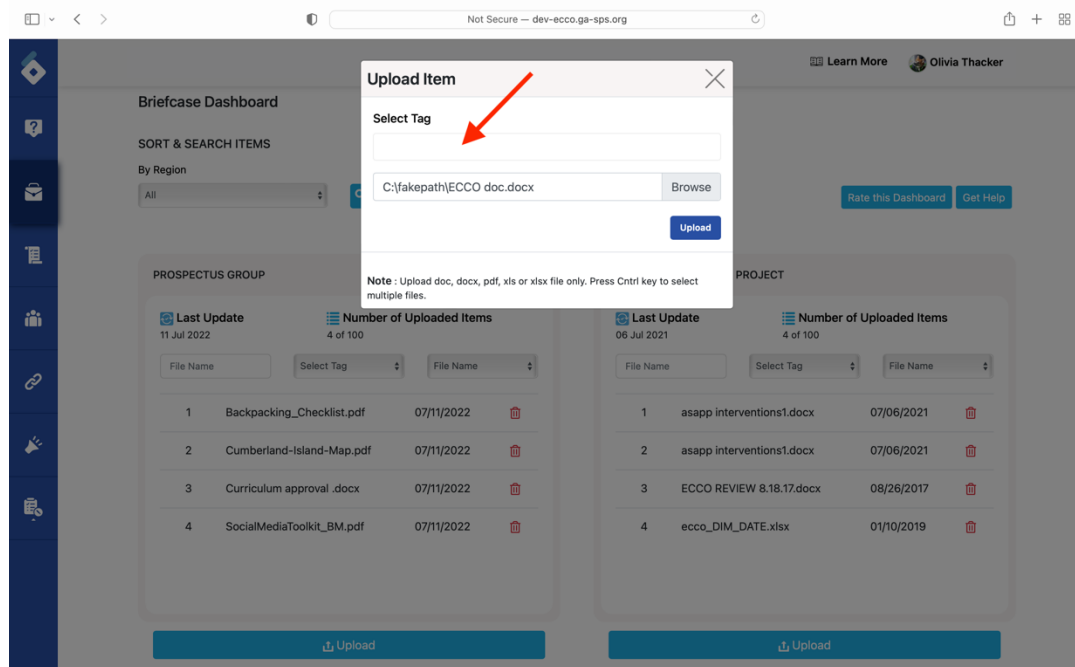 Not Secure — dev-ecco.ga-sps.org
Learn More Olivia Thacker
Briefcase Dashboard
SORT & SEARCH ITEMS
By Region
All
Rate this Dashboard Get Help
Upload Item
Select Tag
C:\fakepath\ECCO doc.docx Browse
Upload
Note : Upload doc, docx, pdf, xls or xlsx file only. Press Cntrl key to select
multiple files.
PROSPECTUS GROUP
Last Update Number of Uploaded Items
11 Jul 2022 4 of 100
File Name Select Tag File Name
1 Backpacking_Checklist.pdf 07/11/2022
2 Cumberland-Island-Map.pdf 07/11/2022
3 Curriculum approval .docx 07/11/2022
4 SocialMediaToolkit_BM.pdf 07/11/2022
Upload
PROJECT
Last Update Number of Uploaded Items
06 Jul 2021 4 of 100
File Name Select Tag File Name
1 asapp interventions1.docx 07/06/2021
2 asapp interventions1.docx 07/06/2021
3 ECCO REVIEW 8.18.17.docx 08/26/2017
4 ecco_DIM_DATE.xlsx 01/10/2019
Upload